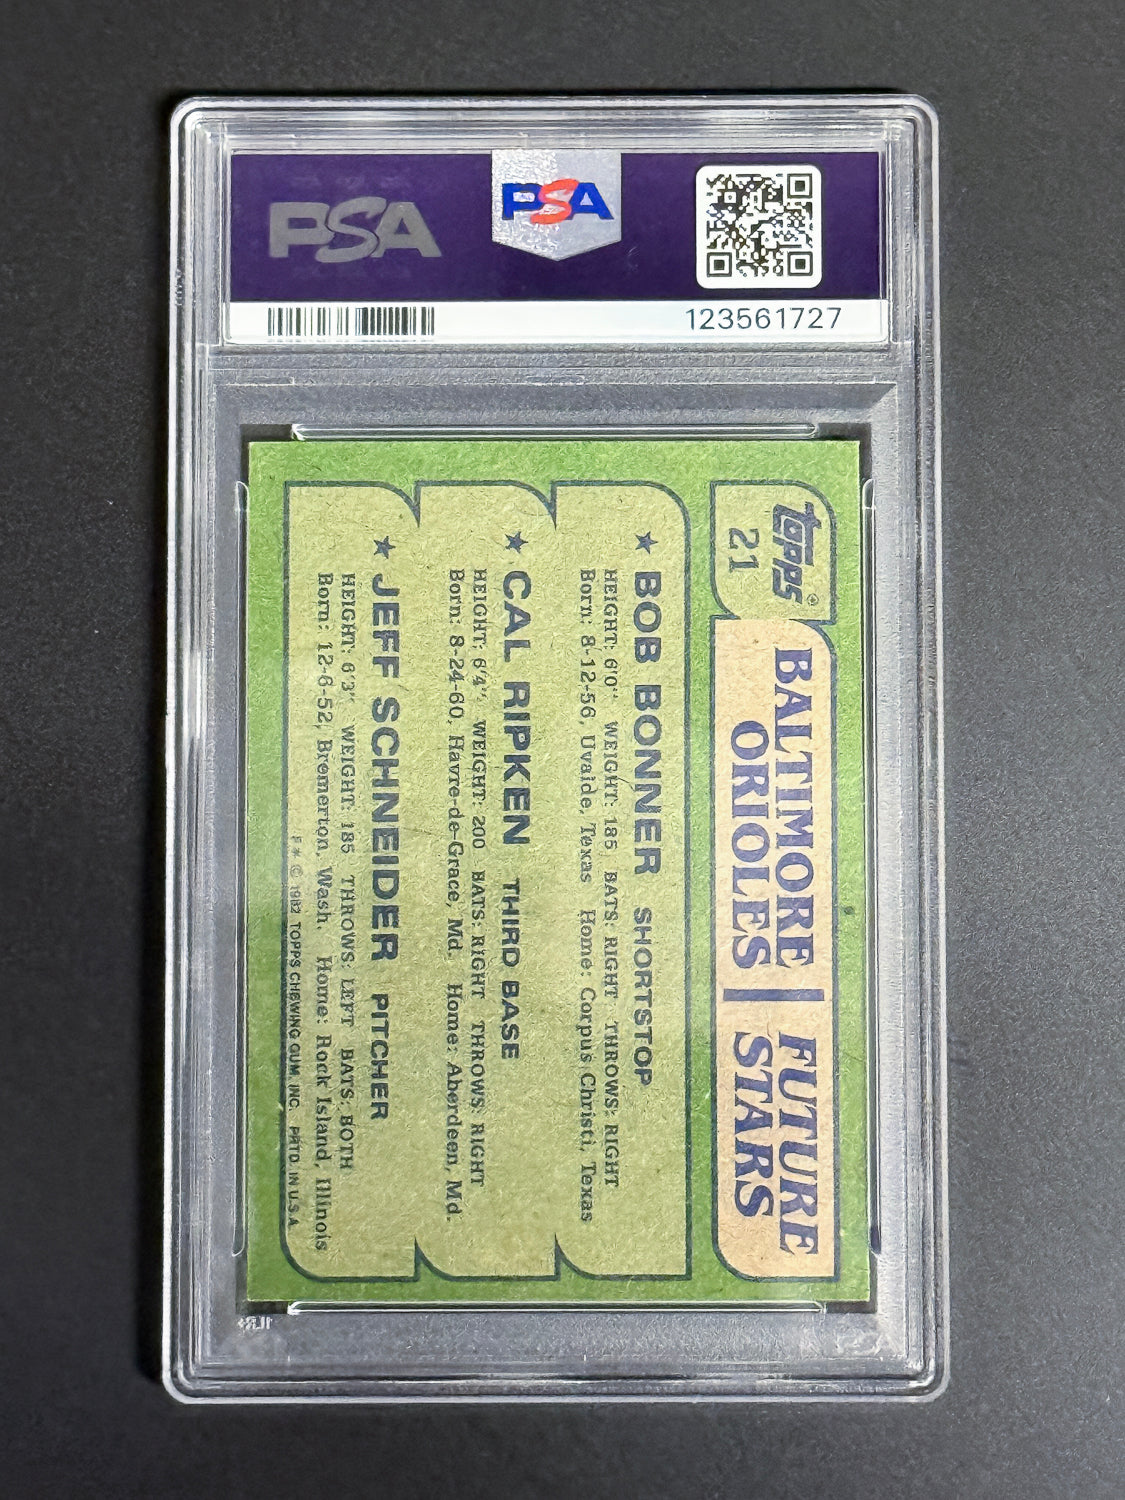 PSA
PSA
123561727
topps®
21
BALTIMORE
ORIOLES
FUTURE
STARS
★ BOB BONNER SHORTSTOP
HEIGHT: 6'0" WEIGHT: 185 BATS: RIGHT THROWS: RIGHT
Born: 8-12-56, Uvalde, Texas Home: Corpus Christi, Texas
★ CAL RIPKEN THIRD BASE
HEIGHT: 6'4" WEIGHT: 200 BATS: RIGHT THROWS: RIGHT
Born: 8-24-60, Havre-de-Grace, Md. Home: Aberdeen, Md.
★ JEFF SCHNEIDER PITCHER
HEIGHT: 6'3" WEIGHT: 185 THROWS: LEFT BATS: BOTH
Born: 12-6-52, Bremerton, Wash. Home: Rock Island, Illinois
F* © 1982 TOPPS CHEWING GUM, INC. PRTD. IN U.S.A.